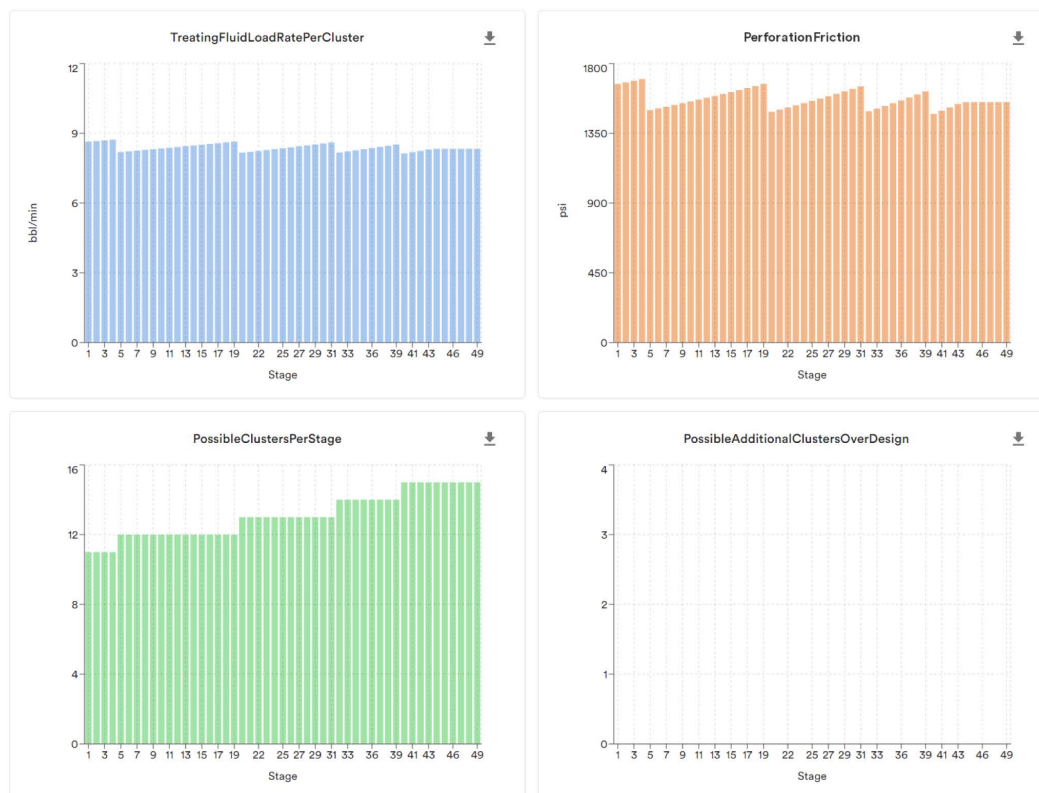 TreatingFluidLoadRatePerCluster
12
9
6
3
0
bbl/min
1 3 5 7 9 11 13 15 17 19 22 25 27 29 31 33 36 39 41 43 46 49
Stage
PerforationFriction
1800
1350
900
450
0
psi
1 3 5 7 9 11 13 15 17 19 22 25 27 29 31 33 36 39 41 43 46 49
Stage
PossibleClustersPerStage
16
12
8
4
0
1 3 5 7 9 11 13 15 17 19 22 25 27 29 31 33 36 39 41 43 46 49
Stage
PossibleAdditionalClustersOverDesign
4
3
2
1
0
1 3 5 7 9 11 13 15 17 19 22 25 27 29 31 33 36 39 41 43 46 49
Stage